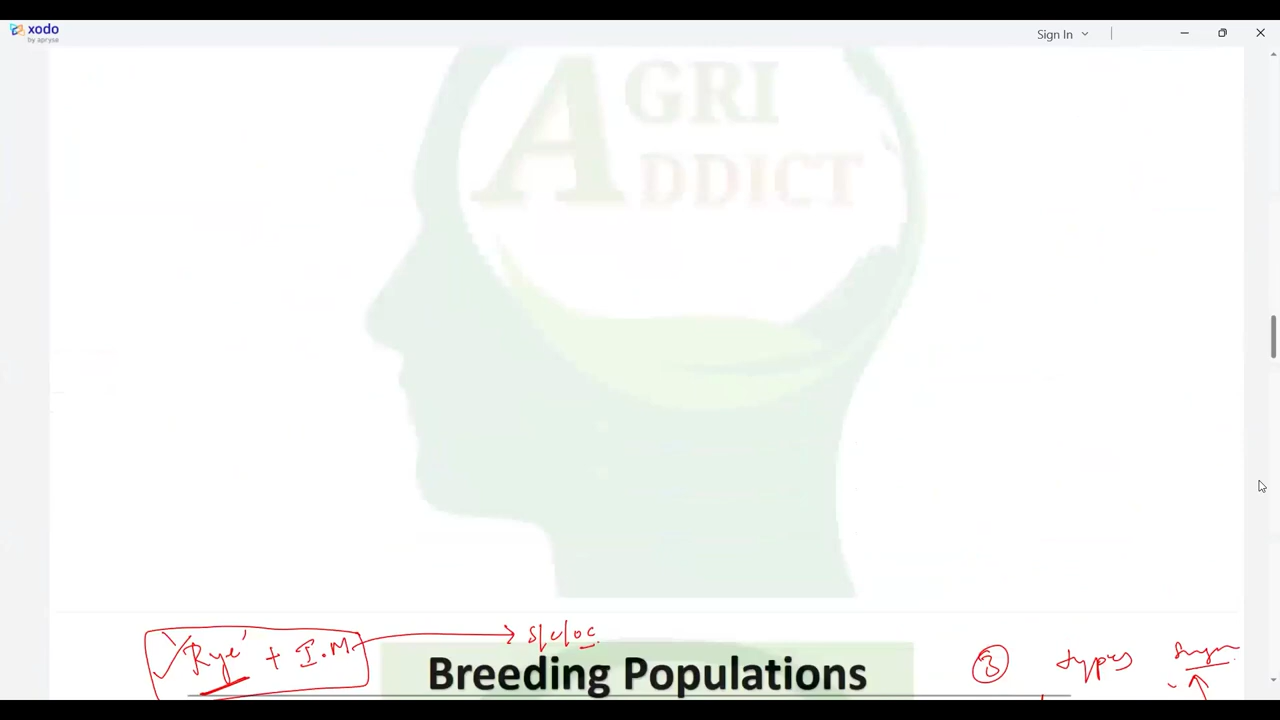 xodo
by apryse
Sign In
AGRI
ADDICT
Rye' + I.M
Breeding Populations
3 types